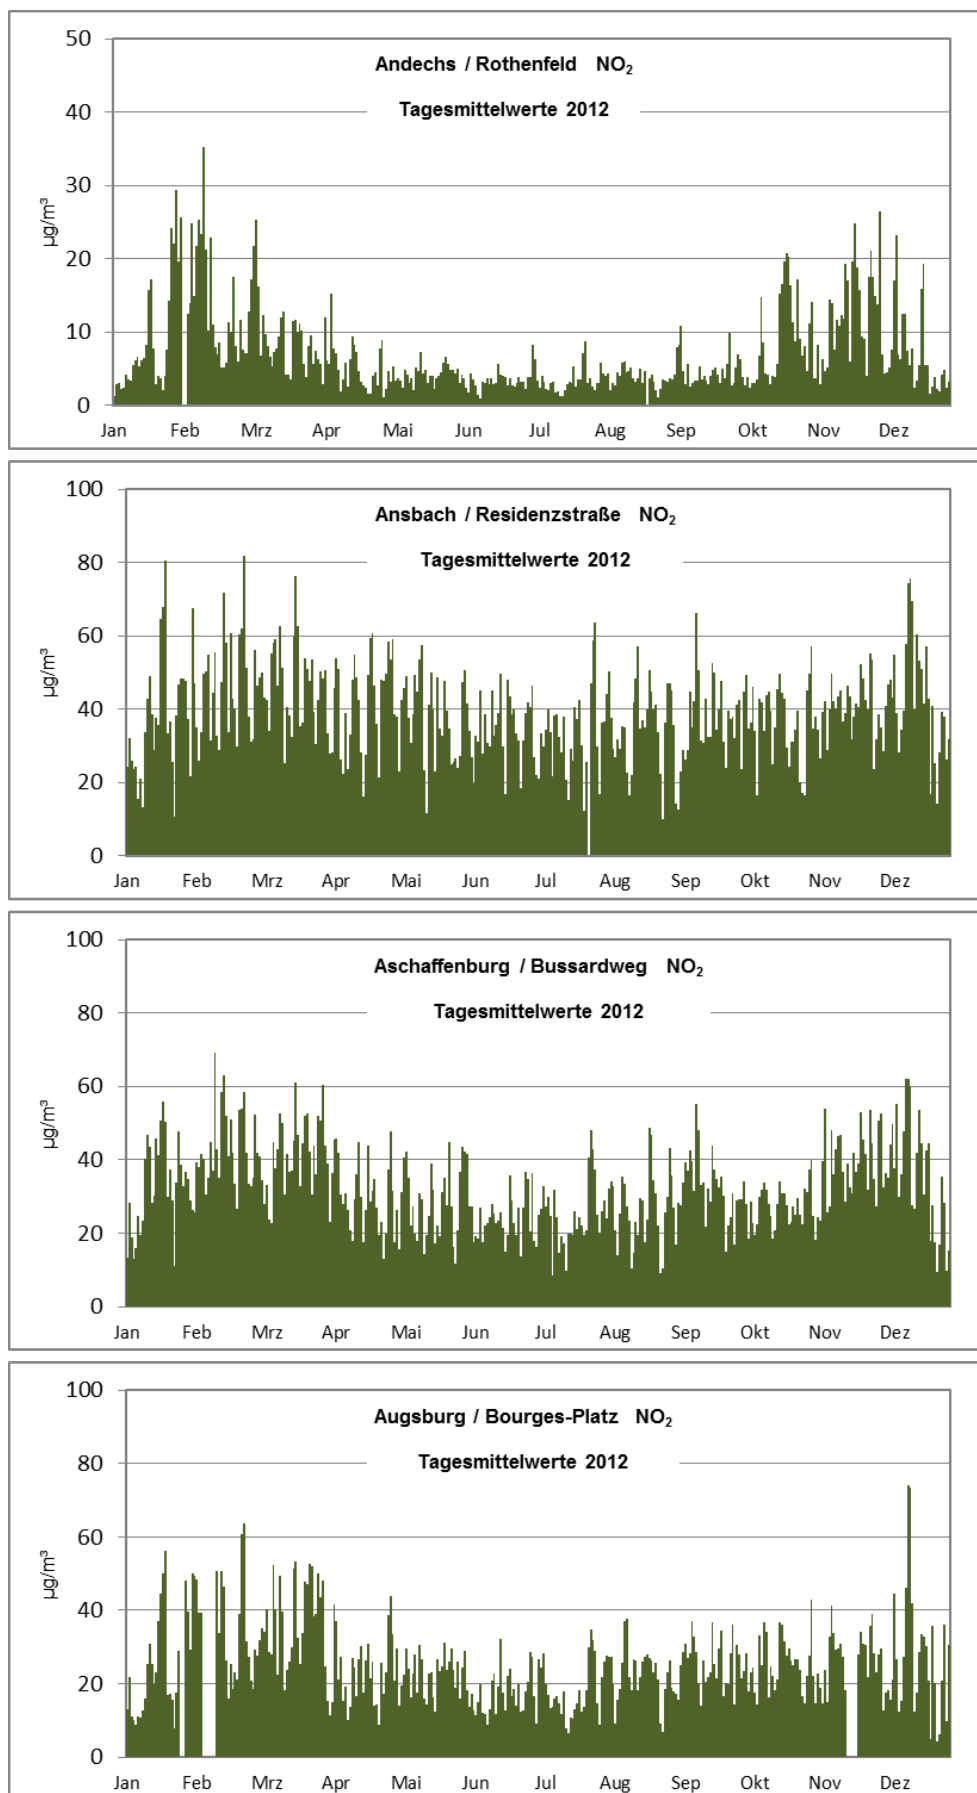 Andechs / Rothenfeld NO₂
Tagesmittelwerte 2012
µg/m³
50
40
30
20
10
0
Jan Feb Mrz Apr Mai Jun Jul Aug Sep Okt Nov Dez
Ansbach / Residenzstraße NO₂
Tagesmittelwerte 2012
µg/m³
100
80
60
40
20
0
Jan Feb Mrz Apr Mai Jun Jul Aug Sep Okt Nov Dez
Aschaffenburg / Bussardweg NO₂
Tagesmittelwerte 2012
µg/m³
100
80
60
40
20
0
Jan Feb Mrz Apr Mai Jun Jul Aug Sep Okt Nov Dez
Augsburg / Bourges-Platz NO₂
Tagesmittelwerte 2012
µg/m³
100
80
60
40
20
0
Jan Feb Mrz Apr Mai Jun Jul Aug Sep Okt Nov Dez